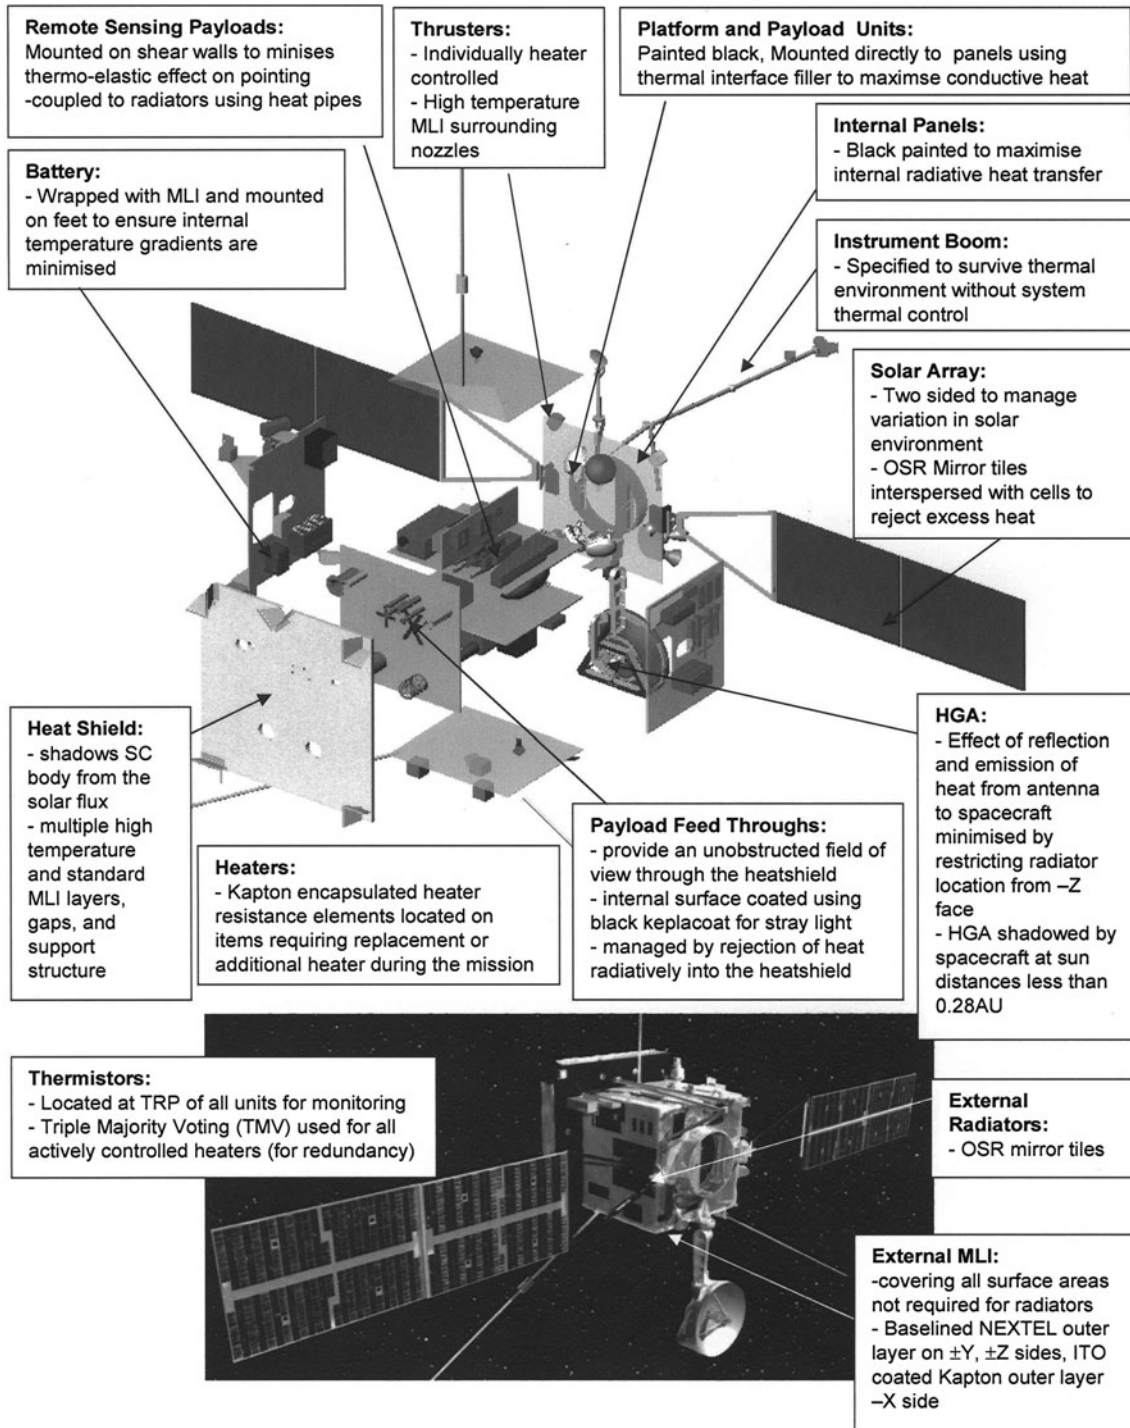 Remote Sensing Payloads:
Mounted on shear walls to minises
thermo-elastic effect on pointing
-coupled to radiators using heat pipes
Thrusters:
- Individually heater
controlled
- High temperature
MLI surrounding
nozzles
Platform and Payload Units:
Painted black, Mounted directly to panels using
thermal interface filler to maximse conductive heat
Internal Panels:
- Black painted to maximise
internal radiative heat transfer
Battery:
- Wrapped with MLI and mounted
on feet to ensure internal
temperature gradients are
minimised
Instrument Boom:
- Specified to survive thermal
environment without system
thermal control
Solar Array:
- Two sided to manage
variation in solar
environment
- OSR Mirror tiles
interspersed with cells to
reject excess heat
Heat Shield:
- shadows SC
body from the
solar flux
- multiple high
temperature
and standard
MLI layers,
gaps, and
support
structure
Heaters:
- Kapton encapsulated heater
resistance elements located on
items requiring replacement or
additional heater during the mission
Payload Feed Throughs:
- provide an unobstructed field of
view through the heatshield
- internal surface coated using
black keplacoat for stray light
- managed by rejection of heat
radiatively into the heatshield
HGA:
- Effect of reflection
and emission of
heat from antenna
to spacecraft
minimised by
restricting radiator
location from –Z
face
- HGA shadowed by
spacecraft at sun
distances less than
0.28AU
Thermistors:
- Located at TRP of all units for monitoring
- Triple Majority Voting (TMV) used for all
actively controlled heaters (for redundancy)
External
Radiators:
- OSR mirror tiles
External MLI:
-covering all surface areas
not required for radiators
- Baselined NEXTEL outer
layer on ±Y, ±Z sides, ITO
coated Kapton outer layer
–X side